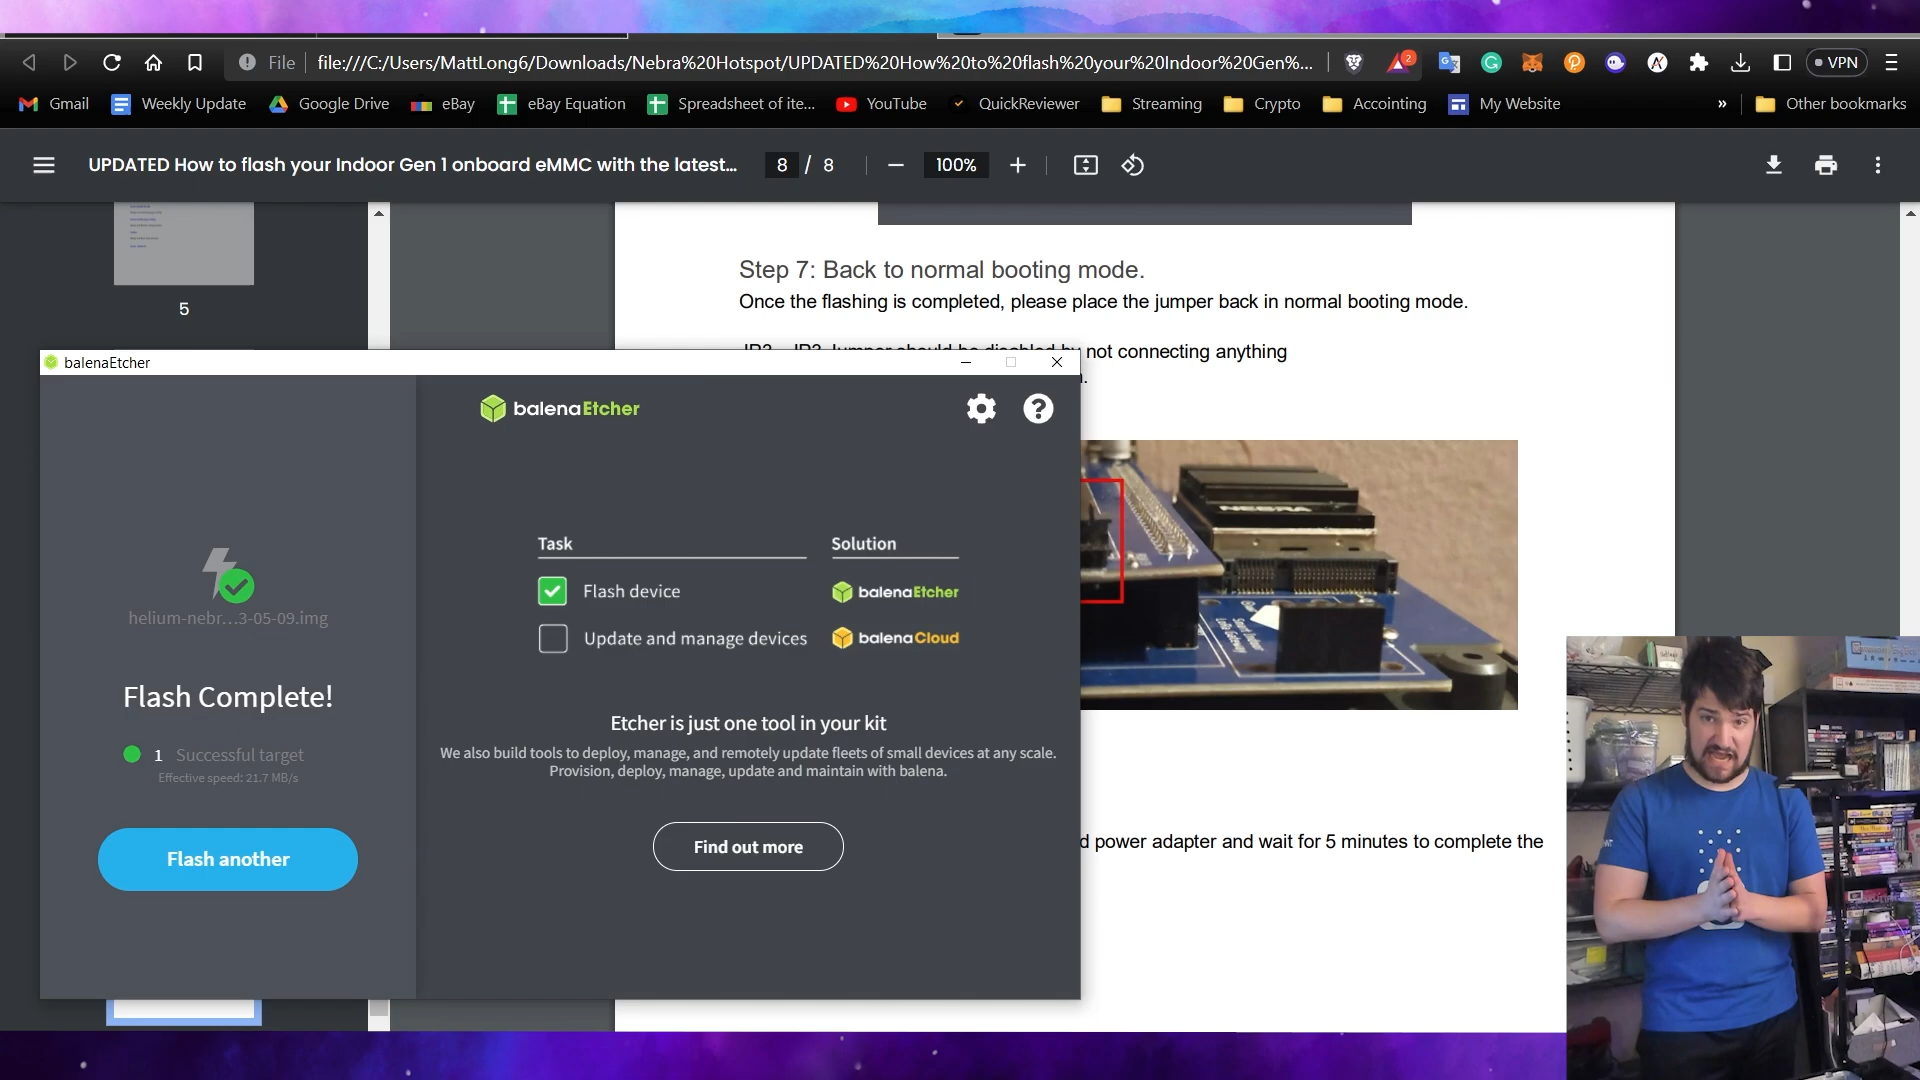 File
file:///C:/Users/MattLong6/Downloads/Nebra%20Hotspot/UPDATED%20How%20to%20flash%20your%20Indoor%20Gen%...
2
VPN
Gmail
Weekly Update
Google Drive
eBay
eBay Equation
Spreadsheet of ite...
YouTube
QuickReviewer
Streaming
Crypto
Accointing
My Website
»
Other bookmarks
UPDATED How to flash your Indoor Gen 1 onboard eMMC with the latest...
8 / 8
100%
5
Step 7: Back to normal booting mode.
Once the flashing is completed, please place the jumper back in normal booting mode.
not connecting anything
balenaEtcher
balenaEtcher
Task
Solution
Flash device
balenaEtcher
Update and manage devices
balenaCloud
helium-nebr...3-05-09.img
Flash Complete!
1 Successful target
Effective speed: 21.7 MB/s
Flash another
Etcher is just one tool in your kit
We also build tools to deploy, manage, and remotely update fleets of small devices at any scale.
Provision, deploy, manage, update and maintain with balena.
Find out more
NEBRA
Smart Indoor
LoRa Gateway
power adapter and wait for 5 minutes to complete the